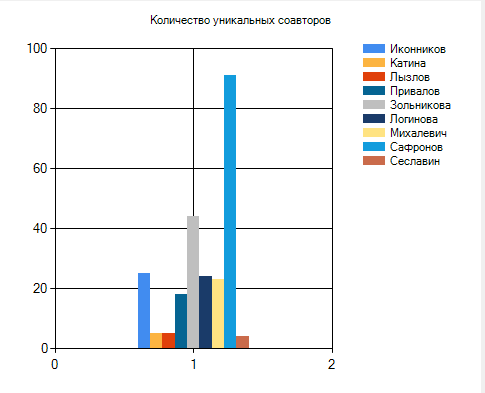 Количество уникальных соавторов
100
80
60
40
20
0
0 1 2
Иконников
Катина
Лызлов
Привалов
Зольникова
Логинова
Михалевич
Сафронов
Сеславин